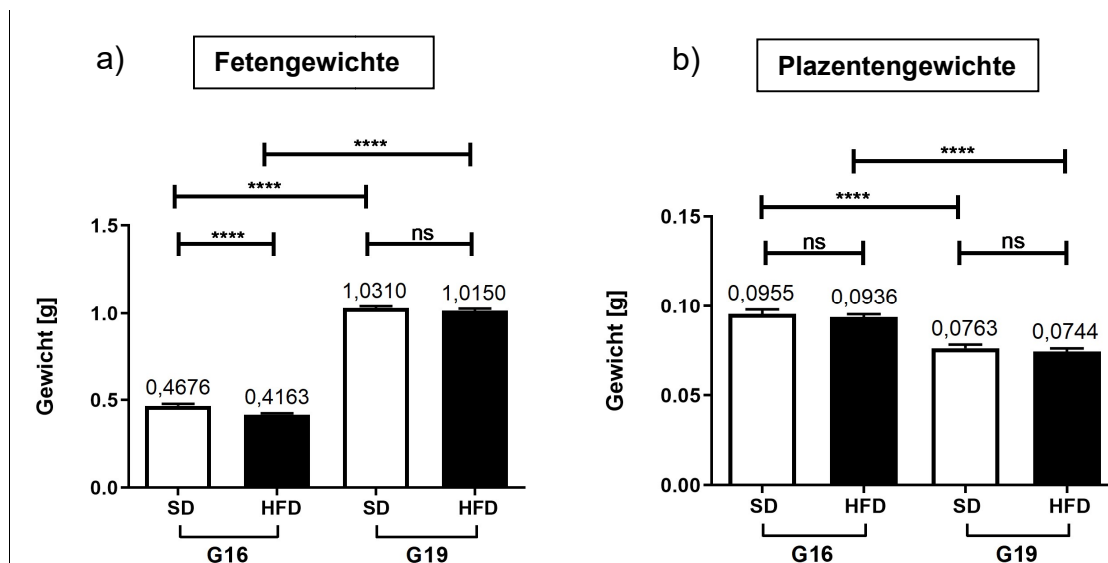 a)
Fetengewichte
****
****
****
ns
1.5
1.0
0.5
0.0
Gewicht [g]
0,4676
0,4163
1,0310
1,0150
SD
HFD
SD
HFD
G16
G19
b)
Plazentengewichte
****
****
ns
ns
0.15
0.10
0.05
0.00
Gewicht [g]
0,0955
0,0936
0,0763
0,0744
SD
HFD
SD
HFD
G16
G19